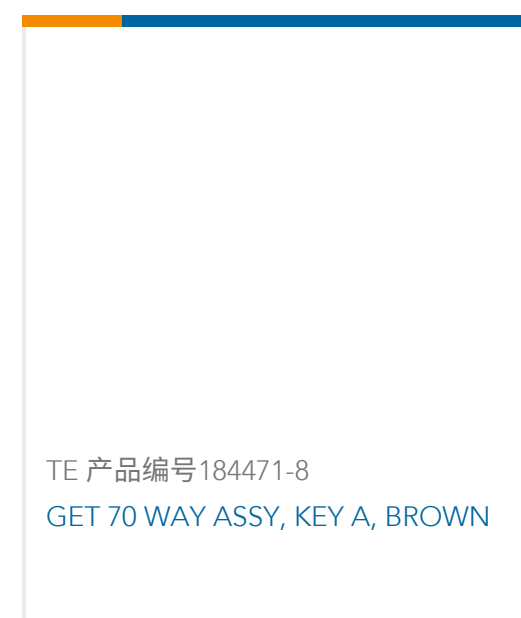 TE 产品编号184471-8
GET 70 WAY ASSY, KEY A, BROWN